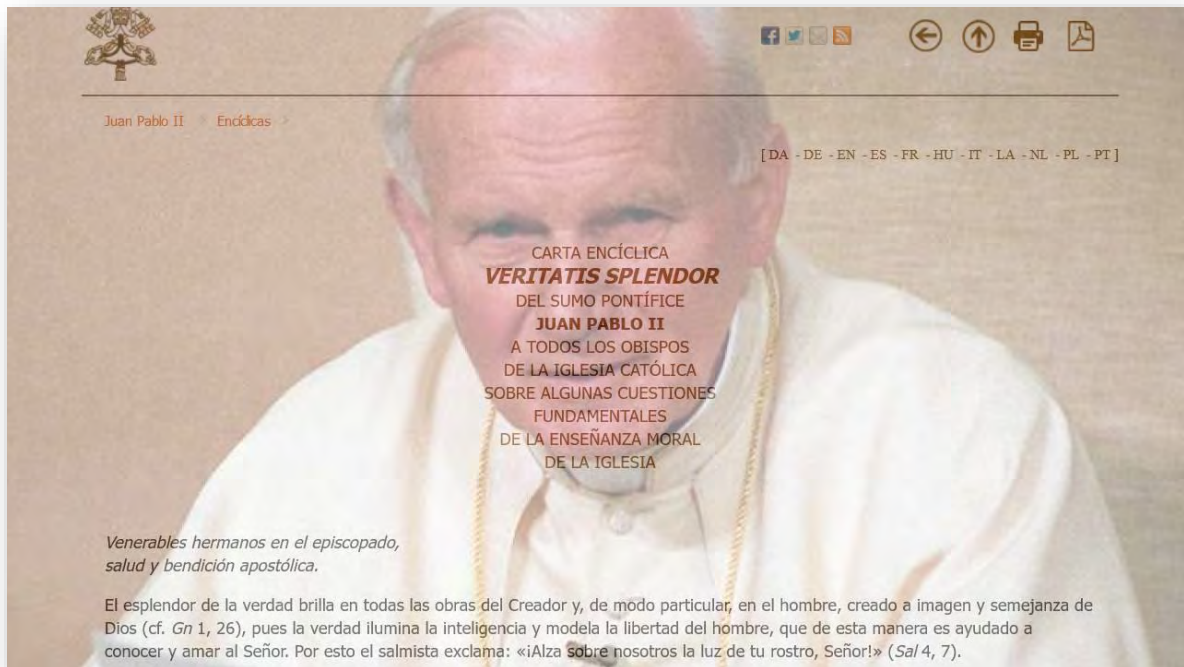 Juan Pablo II > Encíclicas >
[ DA - DE - EN - ES - FR - HU - IT - LA - NL - PL - PT ]
CARTA ENCÍCLICA
VERITATIS SPLENDOR
DEL SUMO PONTÍFICE
JUAN PABLO II
A TODOS LOS OBISPOS
DE LA IGLESIA CATÓLICA
SOBRE ALGUNAS CUESTIONES
FUNDAMENTALES
DE LA ENSEÑANZA MORAL
DE LA IGLESIA
Venerables hermanos en el episcopado,
salud y bendición apostólica.
El esplendor de la verdad brilla en todas las obras del Creador y, de modo particular, en el hombre, creado a imagen y semejanza de
Dios (cf. Gn 1, 26), pues la verdad ilumina la inteligencia y modela la libertad del hombre, que de esta manera es ayudado a
conocer y amar al Señor. Por esto el salmista exclama: «¡Alza sobre nosotros la luz de tu rostro, Señor!» (Sal 4, 7).